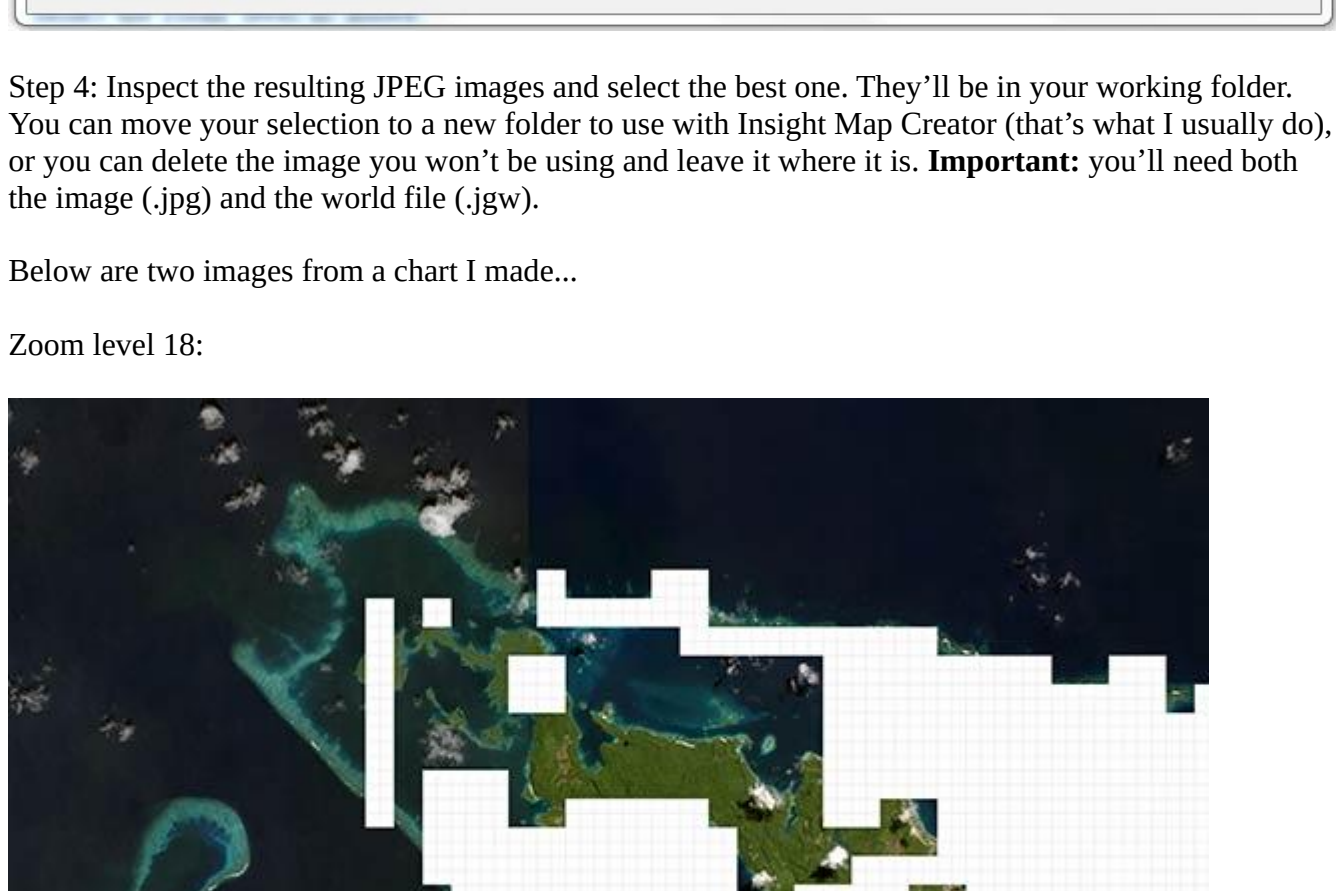 Step 4: Inspect the resulting JPEG images and select the best one. They’ll be in your working folder.
You can move your selection to a new folder to use with Insight Map Creator (that’s what I usually do),
or you can delete the image you won’t be using and leave it where it is. Important: you’ll need both
the image (.jpg) and the world file (.jgw).
Below are two images from a chart I made...
Zoom level 18: